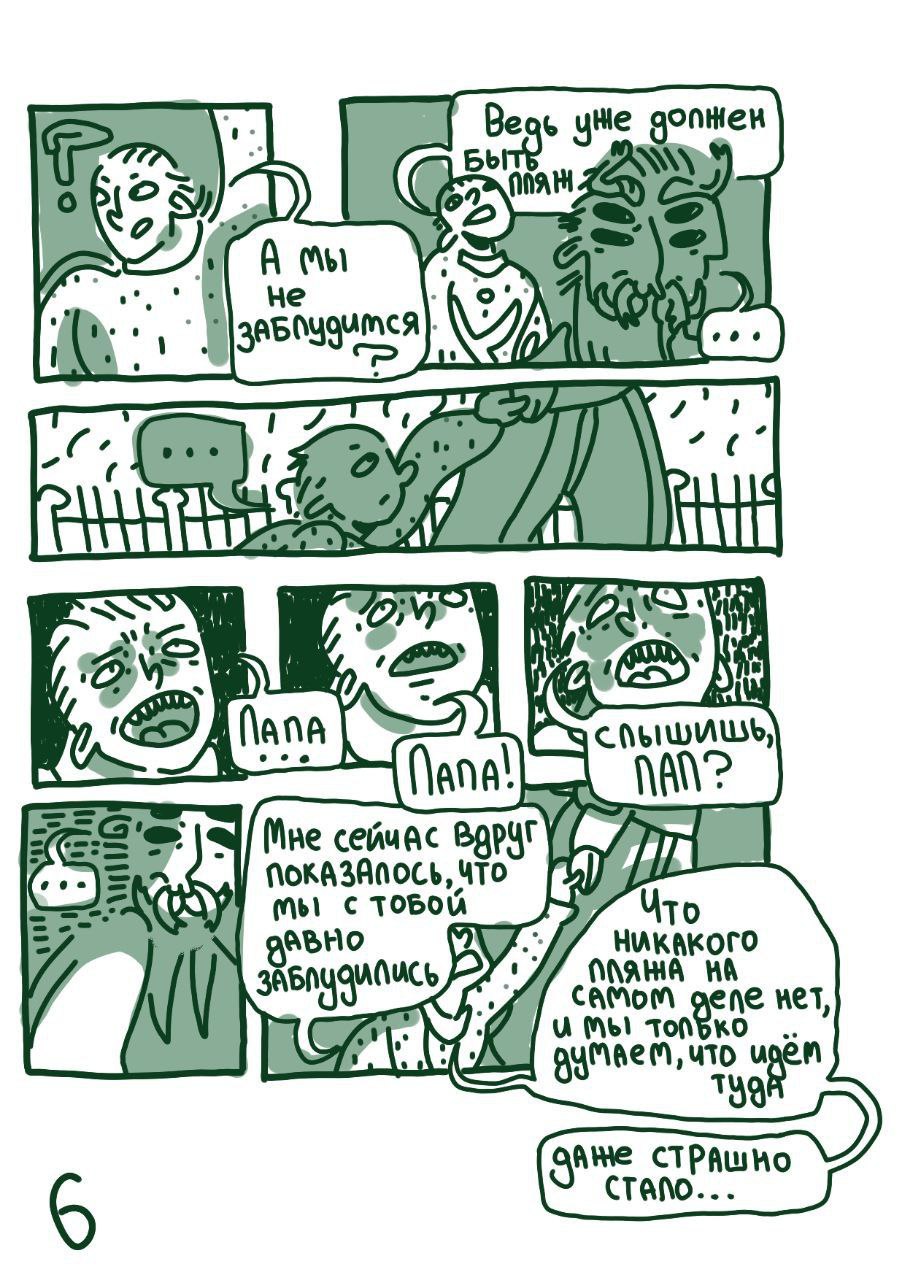 ?
А мы
не
заблудимся
?
Ведь уже должен
быть
пляж
...
...
Папа
...
Папа!
слышишь,
пап?
...
Мне сейчас вдруг
показалось, что
мы с тобой
давно
заблудились
Что
никакого
пляжа на
самом деле нет,
и мы только
думаем, что идём
туда
даже страшно
стало...
6